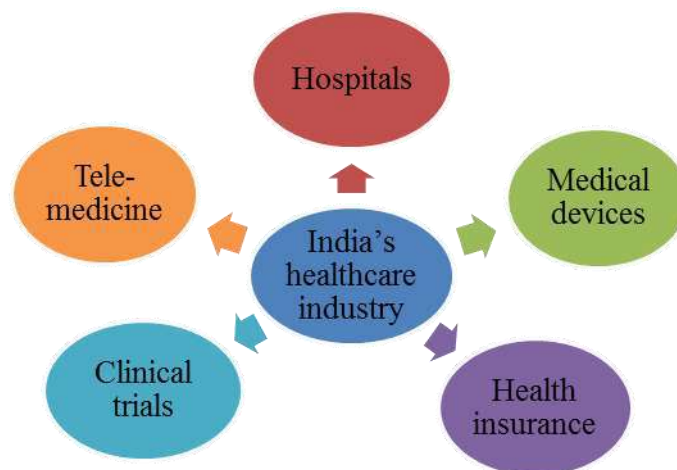 Hospitals
Tele-
medicine
Medical
devices
India’s
healthcare
industry
Clinical
trials
Health
insurance